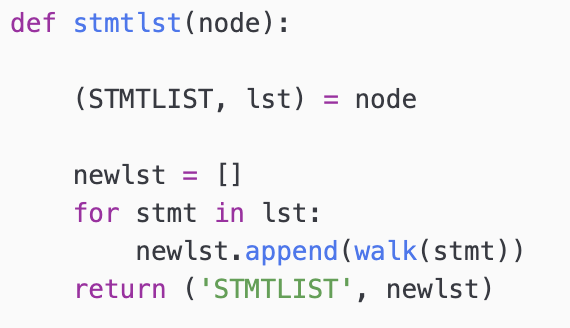 def stmtlst(node):
    (STMTLIST, lst) = node
    newlst = []
    for stmt in lst:
        newlst.append(walk(stmt))
    return ('STMTLIST', newlst)